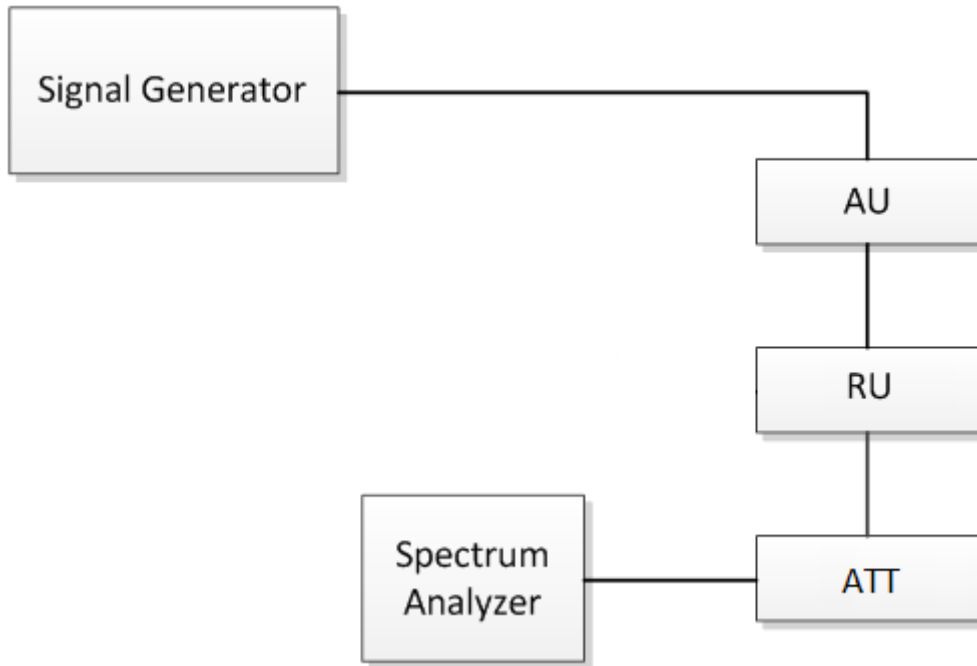 Signal Generator
AU
RU
Spectrum
Analyzer
ATT